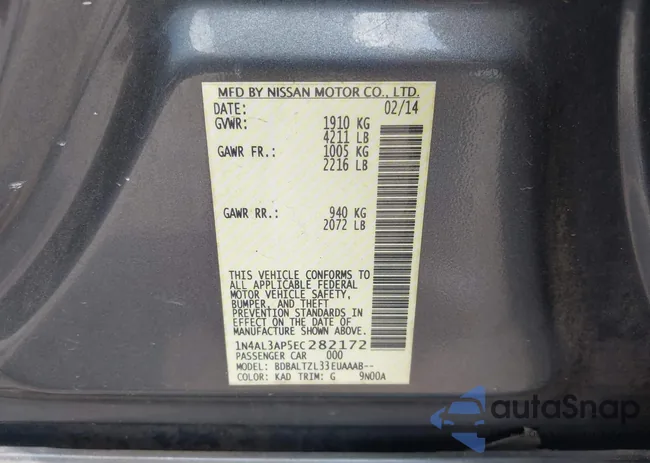 MFD BY NISSAN MOTOR CO., LTD.
DATE: 02/14
GVWR: 1910 KG
4211 LB
GAWR FR.: 1005 KG
2216 LB
GAWR RR.: 940 KG
2072 LB
THIS VEHICLE CONFORMS TO
ALL APPLICABLE FEDERAL
MOTOR VEHICLE SAFETY,
BUMPER, AND THEFT
PREVENTION STANDARDS IN
EFFECT ON THE DATE OF
MANUFACTURE SHOWN ABOVE.
1N4AL3AP5EC282172
PASSENGER CAR 000
MODEL: BDBALTZL33EUAAAB--
COLOR: KAD TRIM: G 9N00A
autoSnap